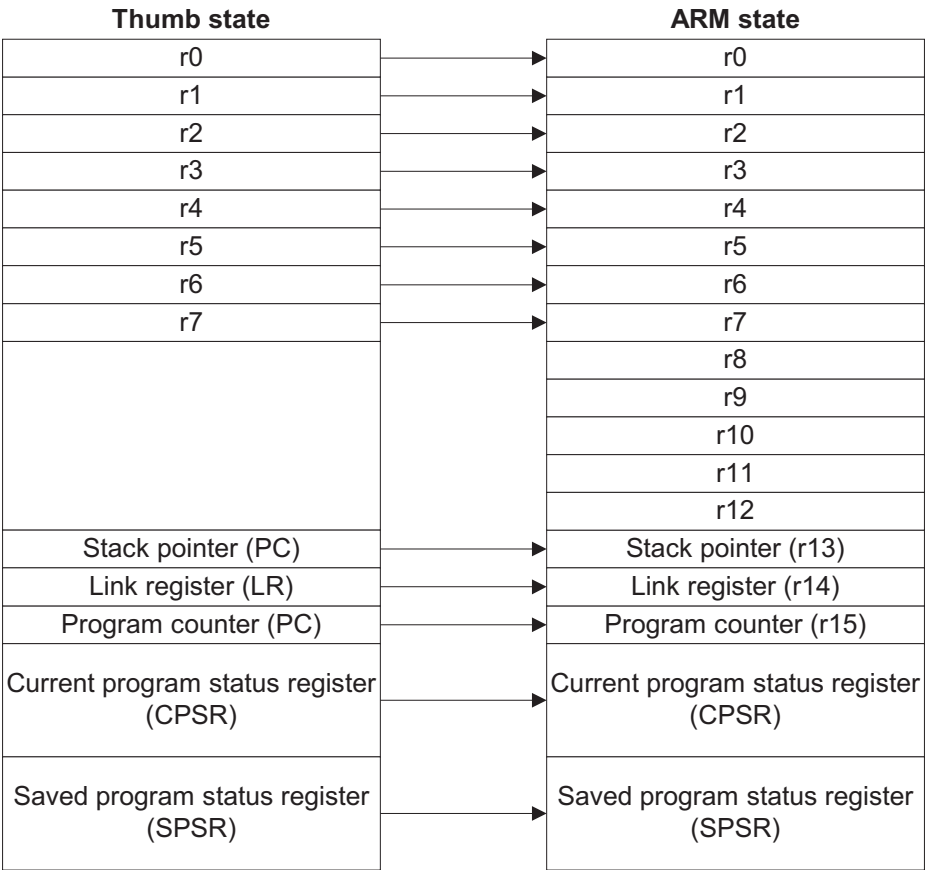 Thumb state
r0
r1
r2
r3
r4
r5
r6
r7
Stack pointer (PC)
Link register (LR)
Program counter (PC)
Current program status register
(CPSR)
Saved program status register
(SPSR)
ARM state
r0
r1
r2
r3
r4
r5
r6
r7
r8
r9
r10
r11
r12
Stack pointer (r13)
Link register (r14)
Program counter (r15)
Current program status register
(CPSR)
Saved program status register
(SPSR)